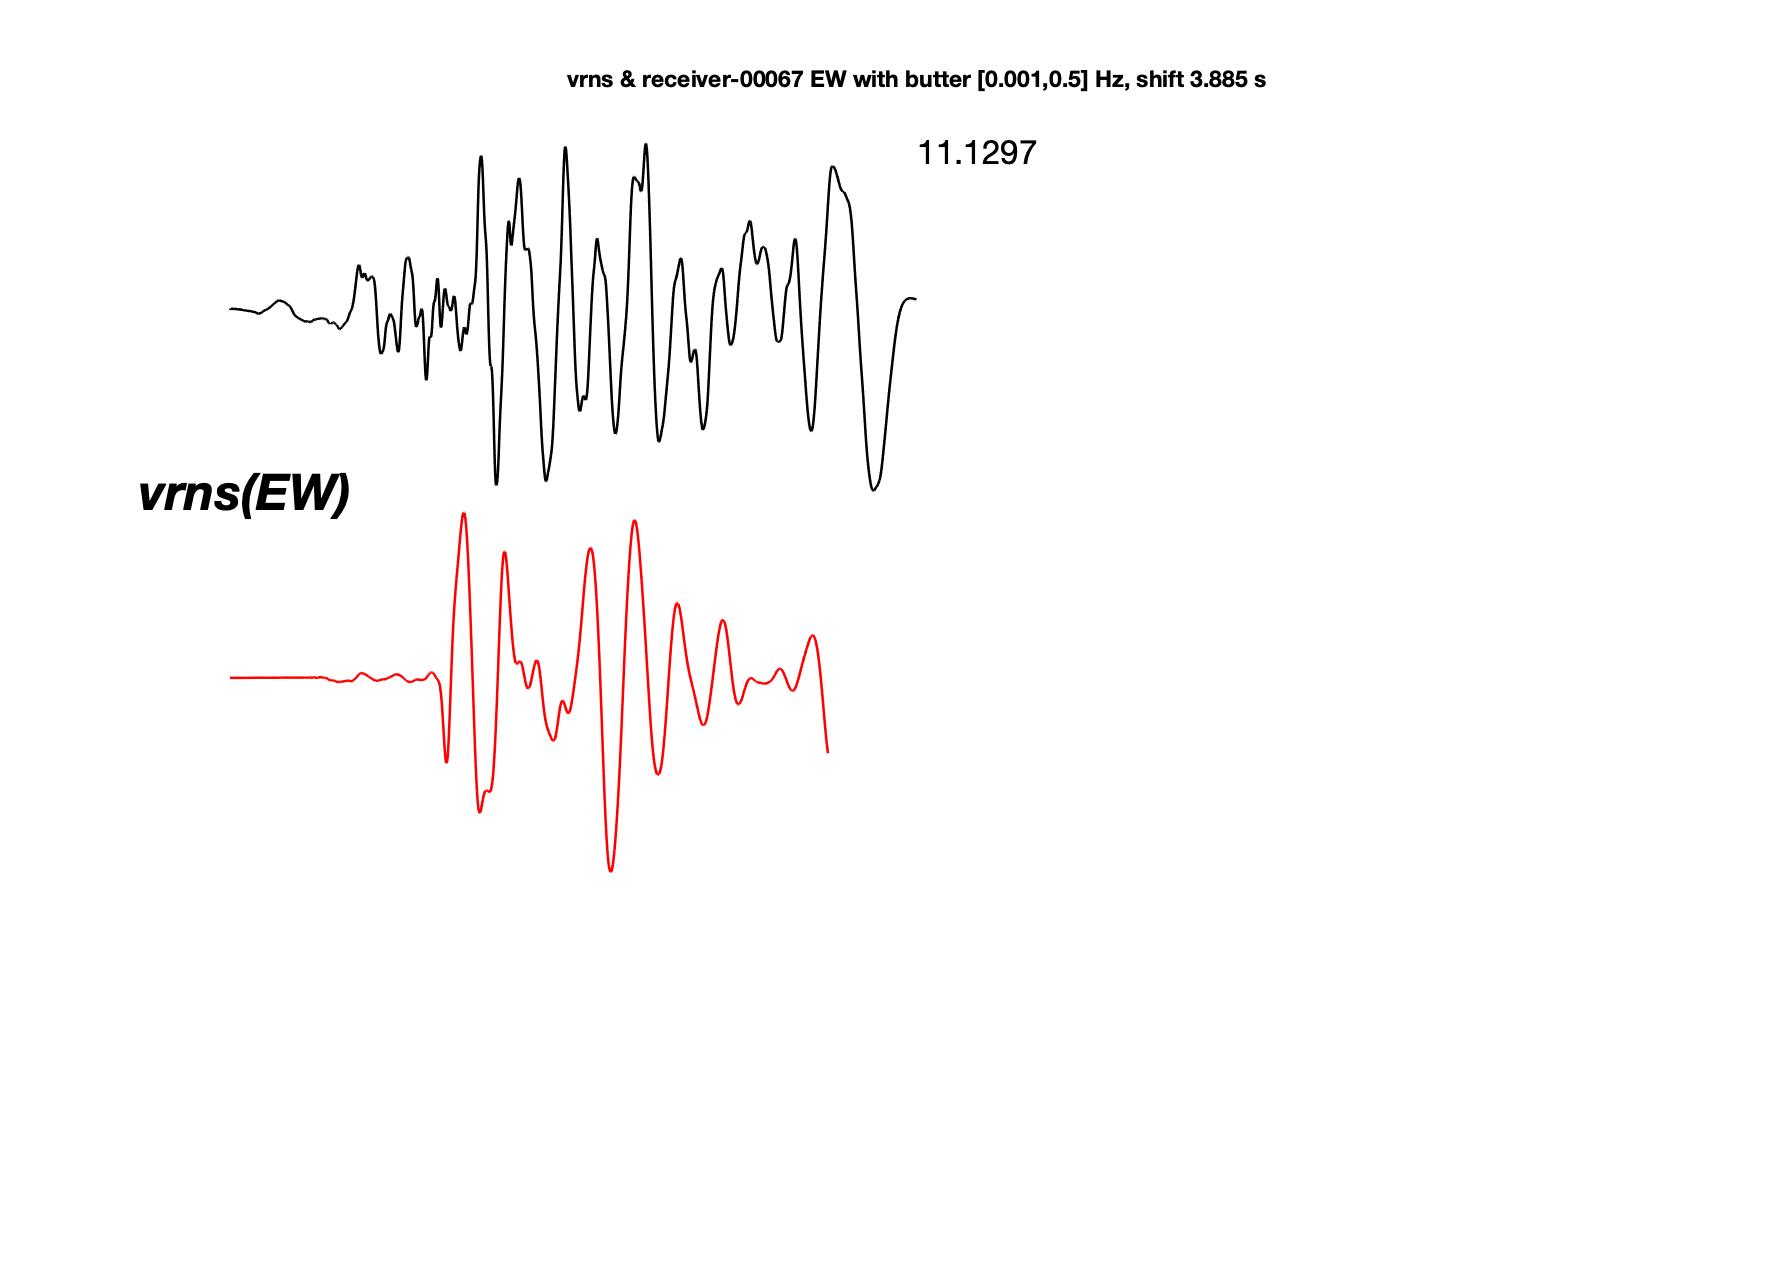 vrns & receiver-00067 EW with butter [0.001,0.5] Hz, shift 3.885 s
11.1297
vrns(EW)